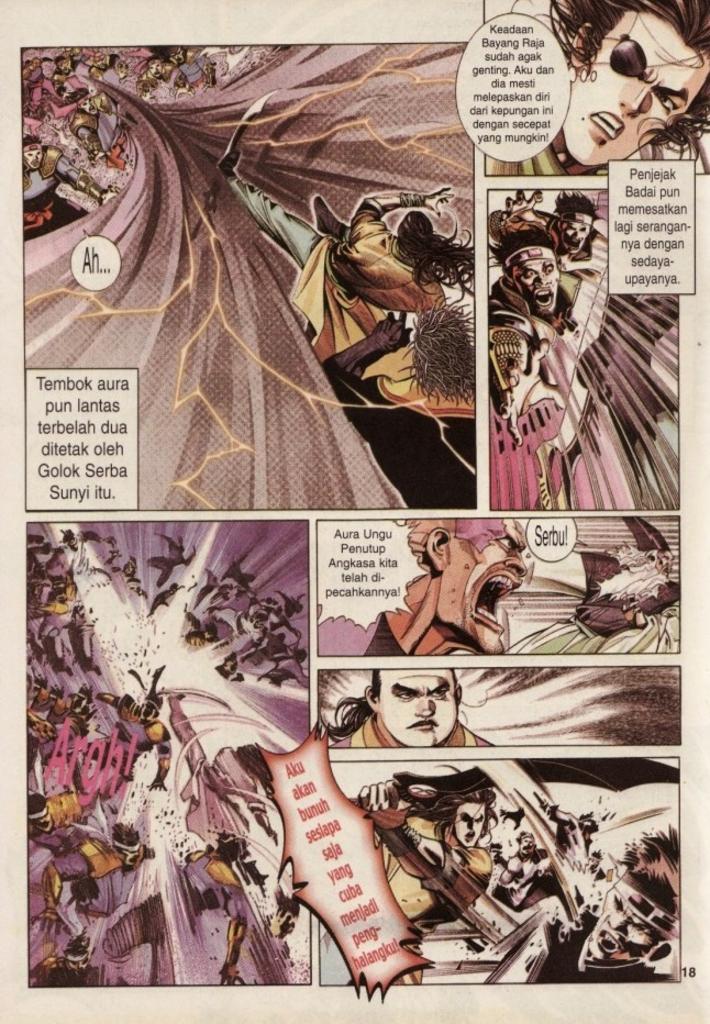 Keadaan
Bayang Raja
sudah agak
genting. Aku dan
dia mesti
melepaskan diri
dari kepungan ini
dengan secepat
yang mungkin!
Ah...
Tembok aura
pun lantas
terbelah dua
ditetak oleh
Golok Serba
Sunyi itu.
Penjejak
Badai pun
memesatkan
lagi serangan-
nya dengan
sedaya-
upayanya.
Argh!
Aura Ungu
Penutup
Angkasa kita
telah di-
pecahkannya!
Serbu!
Aku
akan
bunuh
sesiapa
saja
yang
cuba
menjadi
peng-
halangku!
18